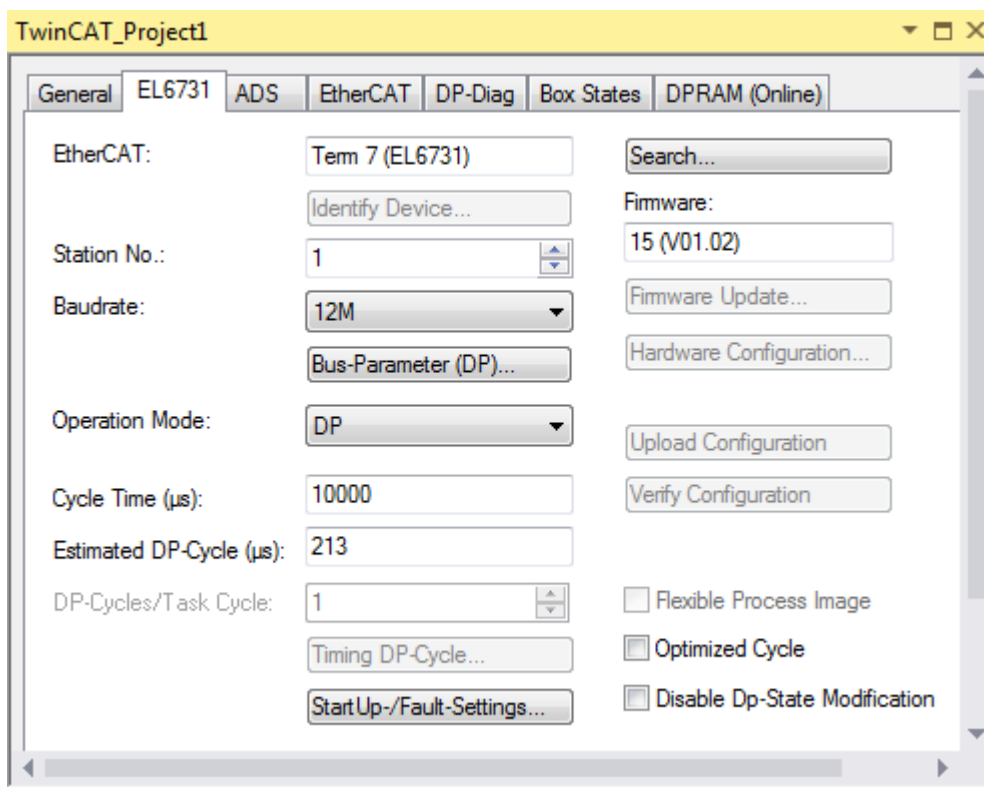 TwinCAT_Project1
General EL6731 ADS EtherCAT DP-Diag Box States DPRAM (Online)
EtherCAT: Term 7 (EL6731) Search...
Identify Device... Firmware:
Station No.: 1 15 (V01.02)
Baudrate: 12M Firmware Update...
Bus-Parameter (DP)... Hardware Configuration...
Operation Mode: DP Upload Configuration
Cycle Time (µs): 10000 Verify Configuration
Estimated DP-Cycle (µs): 213
DP-Cycles/Task Cycle: 1 Flexible Process Image
Timing DP-Cycle... Optimized Cycle
StartUp-/Fault-Settings... Disable Dp-State Modification